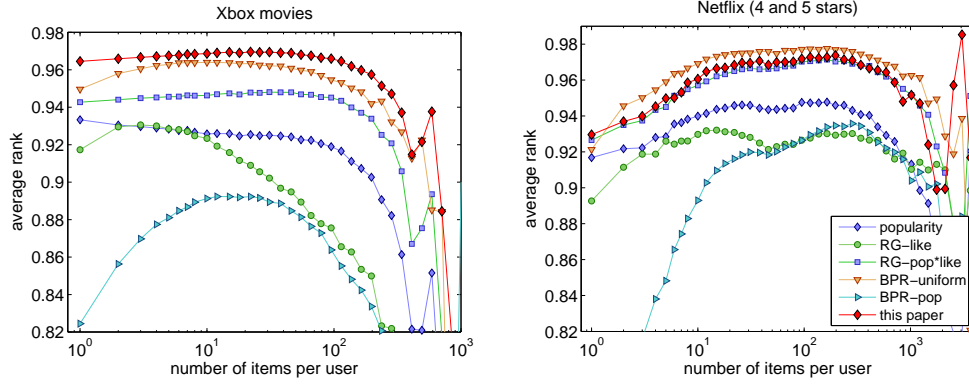 Xbox movies
0.98
0.96
0.94
0.92
0.9
0.88
0.86
0.84
0.82
average rank
10^0
10^1
10^2
10^3
number of items per user
Netflix (4 and 5 stars)
0.98
0.96
0.94
0.92
0.9
0.88
0.86
0.84
0.82
average rank
10^0
10^1
10^2
10^3
number of items per user
popularity
RG−like
RG−pop*like
BPR−uniform
BPR−pop
this paper